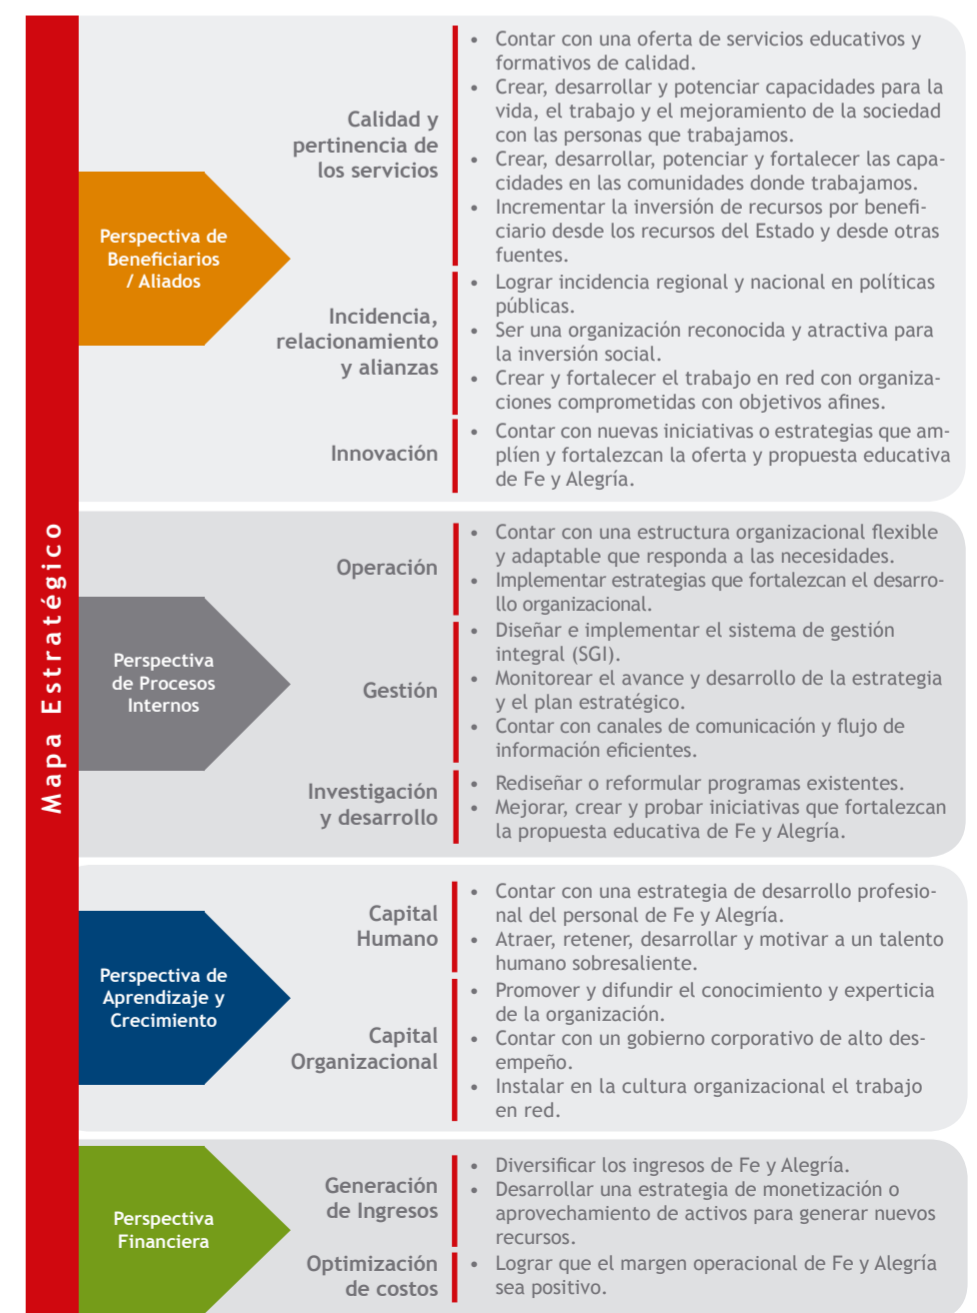 Mapa Estratégico
Perspectiva de
Beneficiarios
/ Aliados
Calidad y
pertinencia de
los servicios
• Contar con una oferta de servicios educativos y
formativos de calidad.
• Crear, desarrollar y potenciar capacidades para la
vida, el trabajo y el mejoramiento de la sociedad
con las personas que trabajamos.
• Crear, desarrollar, potenciar y fortalecer las capa-
cidades en las comunidades donde trabajamos.
• Incrementar la inversión de recursos por benefi-
ciario desde los recursos del Estado y desde otras
fuentes.
Incidencia,
relacionamiento
y alianzas
• Lograr incidencia regional y nacional en políticas
públicas.
• Ser una organización reconocida y atractiva para
la inversión social.
• Crear y fortalecer el trabajo en red con organiza-
ciones comprometidas con objetivos afines.
Innovación
• Contar con nuevas iniciativas o estrategias que am-
plíen y fortalezcan la oferta y propuesta educativa
de Fe y Alegría.
Perspectiva
de Procesos
Internos
Operación
• Contar con una estructura organizacional flexible
y adaptable que responda a las necesidades.
• Implementar estrategias que fortalezcan el desarro-
llo organizacional.
Gestión
• Diseñar e implementar el sistema de gestión
integral (SGI).
• Monitorear el avance y desarrollo de la estrategia
y el plan estratégico.
• Contar con canales de comunicación y flujo de
información eficientes.
Investigación
y desarrollo
• Rediseñar o reformular programas existentes.
• Mejorar, crear y probar iniciativas que fortalezcan
la propuesta educativa de Fe y Alegría.
Perspectiva de
Aprendizaje y
Crecimiento
Capital
Humano
• Contar con una estrategia de desarrollo profesio-
nal del personal de Fe y Alegría.
• Atraer, retener, desarrollar y motivar a un talento
humano sobresaliente.
Capital
Organizacional
• Promover y difundir el conocimiento y experticia
de la organización.
• Contar con un gobierno corporativo de alto des-
empeño.
• Instalar en la cultura organizacional el trabajo
en red.
Perspectiva
Financiera
Generación
de Ingresos
• Diversificar los ingresos de Fe y Alegría.
• Desarrollar una estrategia de monetización o
aprovechamiento de activos para generar nuevos
recursos.
Optimización
de costos
• Lograr que el margen operacional de Fe y Alegría
sea positivo.